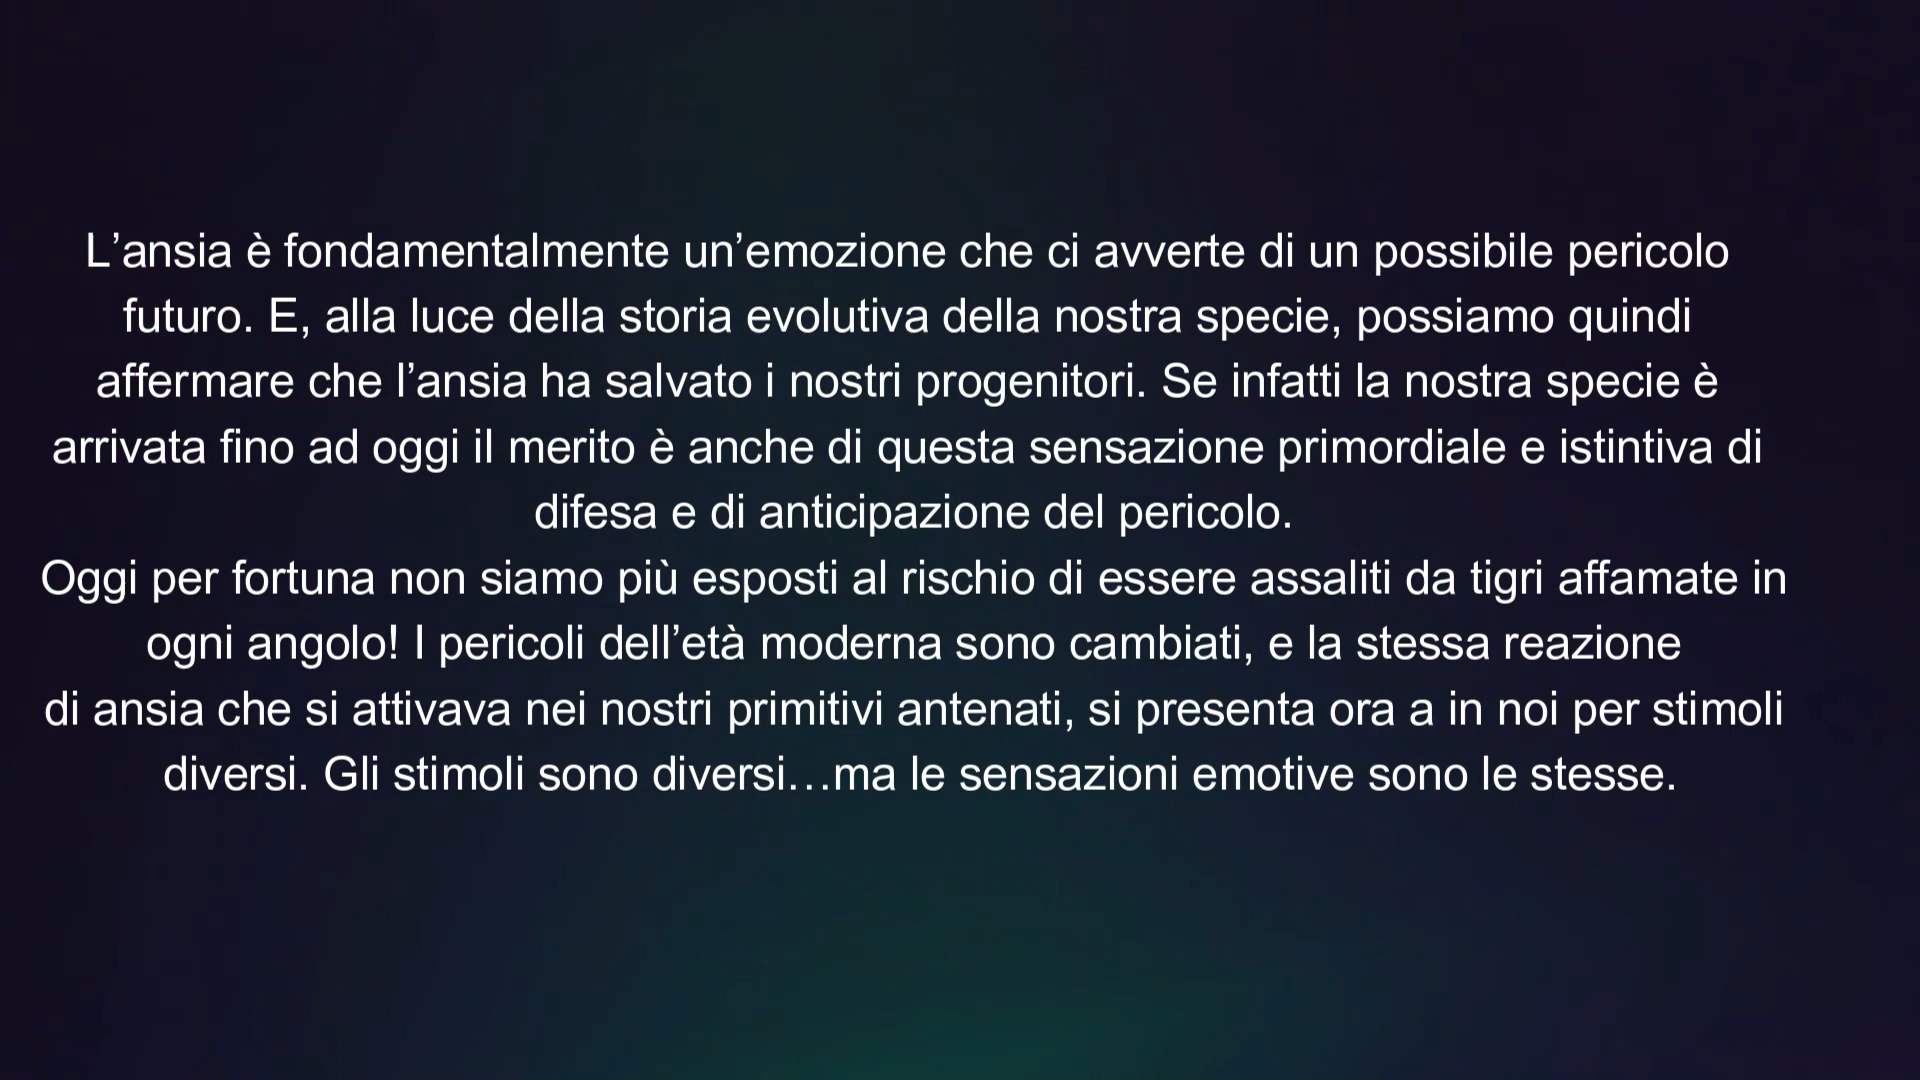 L’ansia è fondamentalmente un’emozione che ci avverte di un possibile pericolo
futuro. E, alla luce della storia evolutiva della nostra specie, possiamo quindi
affermare che l’ansia ha salvato i nostri progenitori. Se infatti la nostra specie è
arrivata fino ad oggi il merito è anche di questa sensazione primordiale e istintiva di
difesa e di anticipazione del pericolo.
Oggi per fortuna non siamo più esposti al rischio di essere assaliti da tigri affamate in
ogni angolo! I pericoli dell’età moderna sono cambiati, e la stessa reazione
di ansia che si attivava nei nostri primitivi antenati, si presenta ora a in noi per stimoli
diversi. Gli stimoli sono diversi…ma le sensazioni emotive sono le stesse.